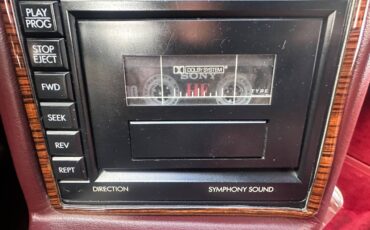 PLAY/
PROG
STOP
EJECT
FWD
SEEK
REV
REPT
DOLBY SYSTEM
SONY
TYPE
DIRECTION
SYMPHONY SOUND